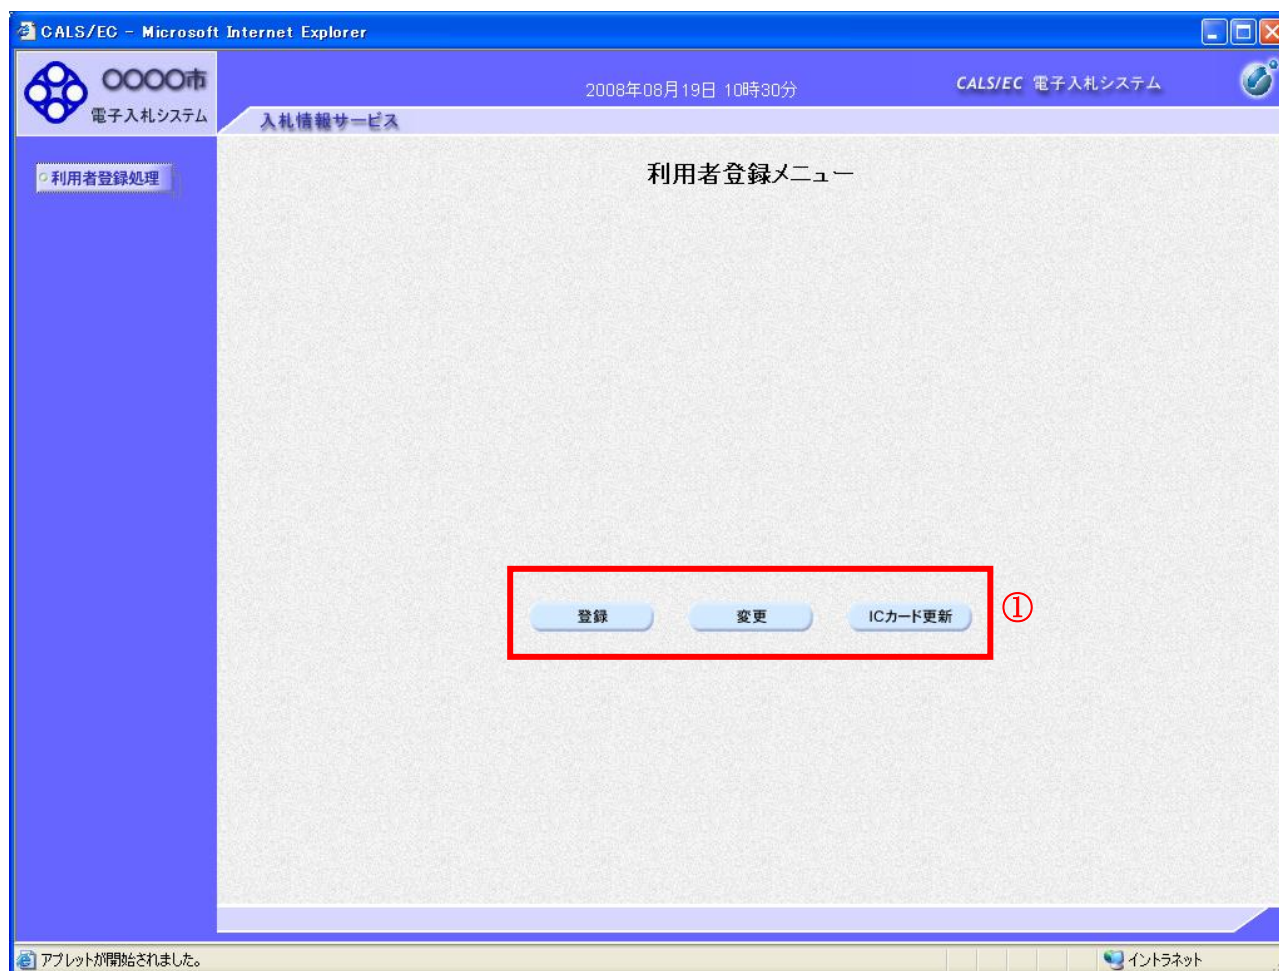 CALS/EC - Microsoft Internet Explorer
〇〇〇〇市
電子入札システム
2008年08月19日 10時30分
CALS/EC 電子入札システム
入札情報サービス
利用者登録処理
利用者登録メニュー
登録
変更
ICカード更新
①
アプレットが開始されました。
イントラネット